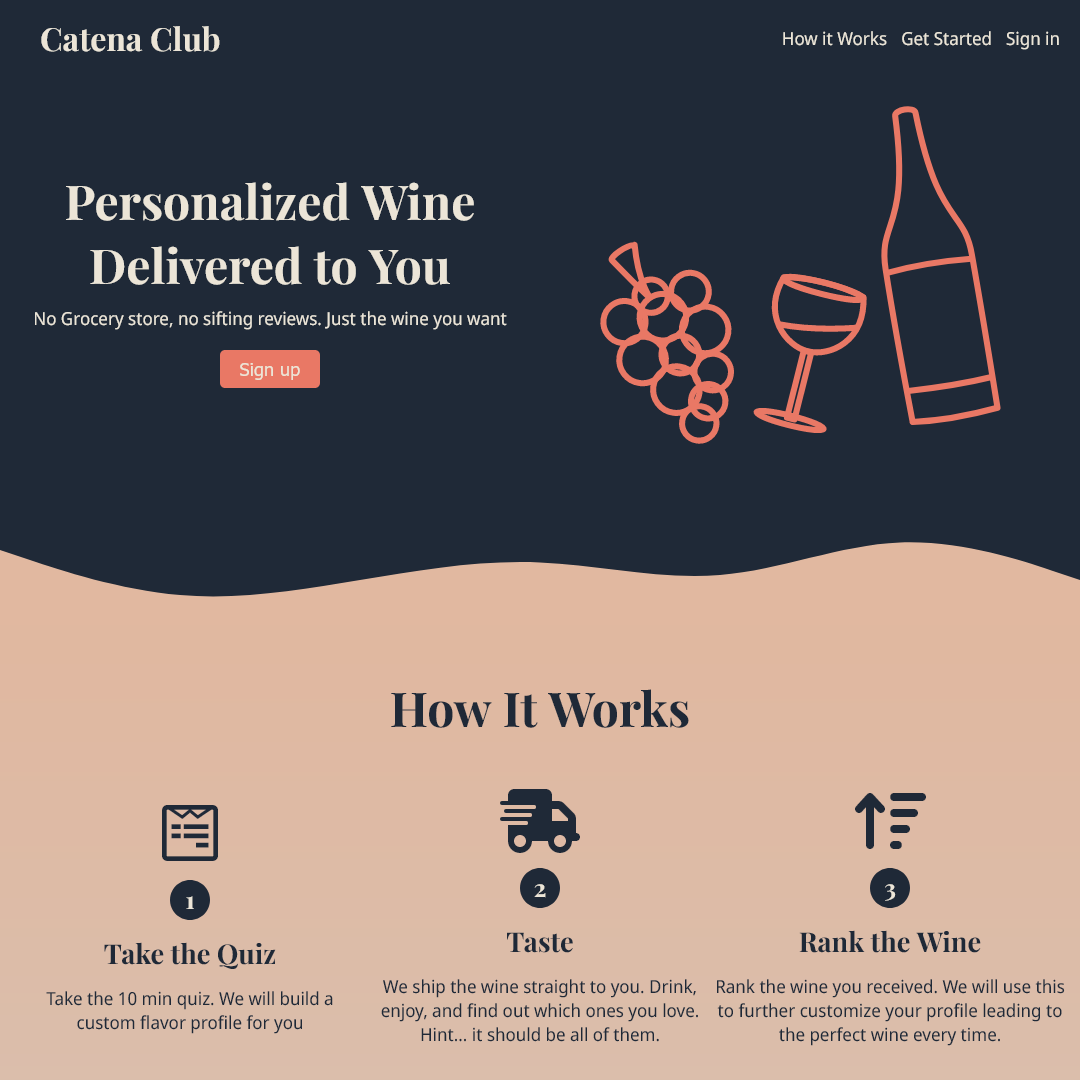 Catena Club
How it Works Get Started Sign in
Personalized Wine
Delivered to You
No Grocery store, no sifting reviews. Just the wine you want
Sign up
How It Works
1
Take the Quiz
Take the 10 min quiz. We will build a
custom flavor profile for you
2
Taste
We ship the wine straight to you. Drink,
enjoy, and find out which ones you love.
Hint... it should be all of them.
3
Rank the Wine
Rank the wine you received. We will use this
to further customize your profile leading to
the perfect wine every time.